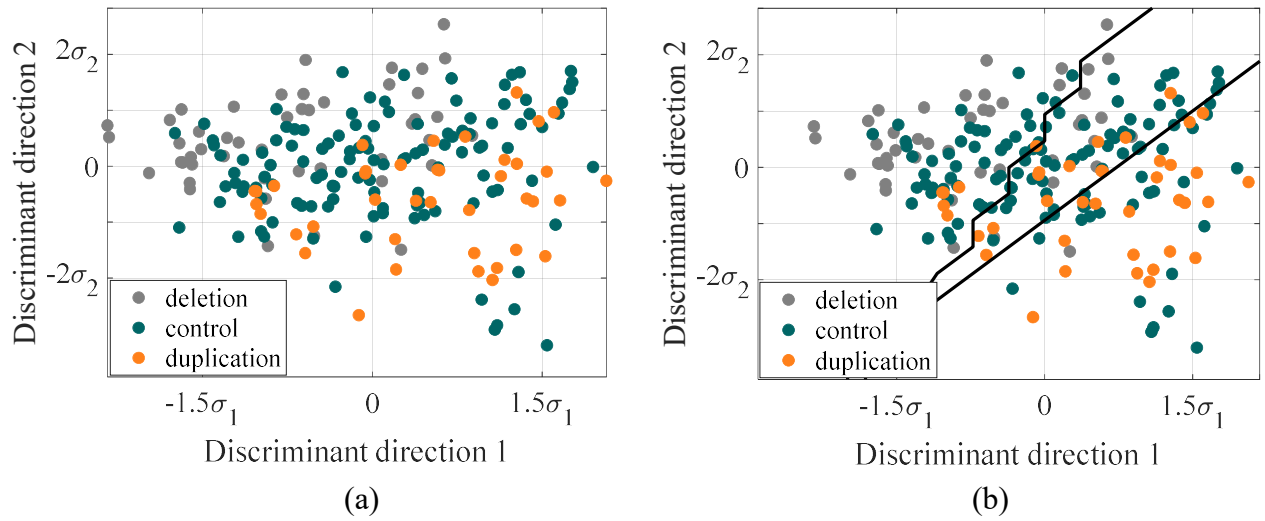 Discriminant direction 2
2σ2
0
-2σ2
deletion
control
duplication
-1.5σ1
0
1.5σ1
Discriminant direction 1
(a)
Discriminant direction 2
2σ2
0
-2σ2
deletion
control
duplication
-1.5σ1
0
1.5σ1
Discriminant direction 1
(b)